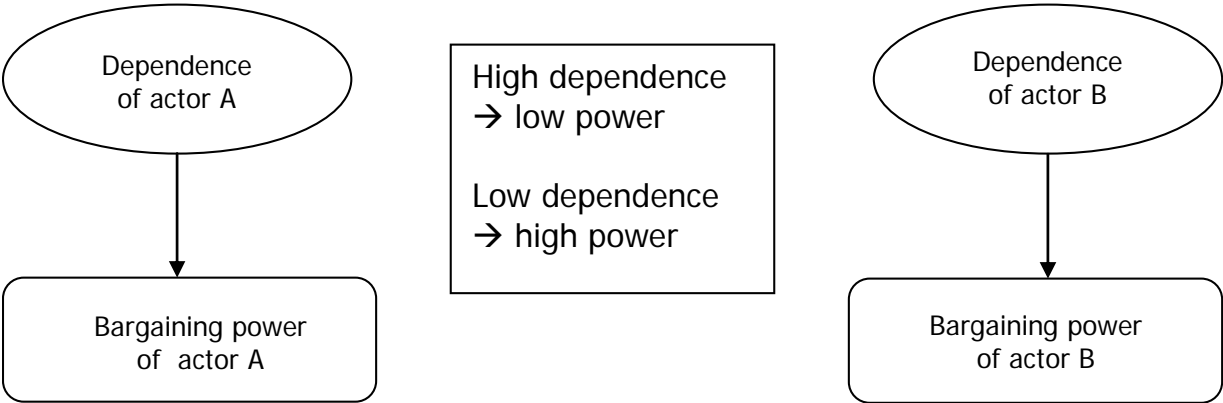 Dependence
of actor A
High dependence
→ low power
Low dependence
→ high power
Dependence
of actor B
Bargaining power
of actor A
Bargaining power
of actor B